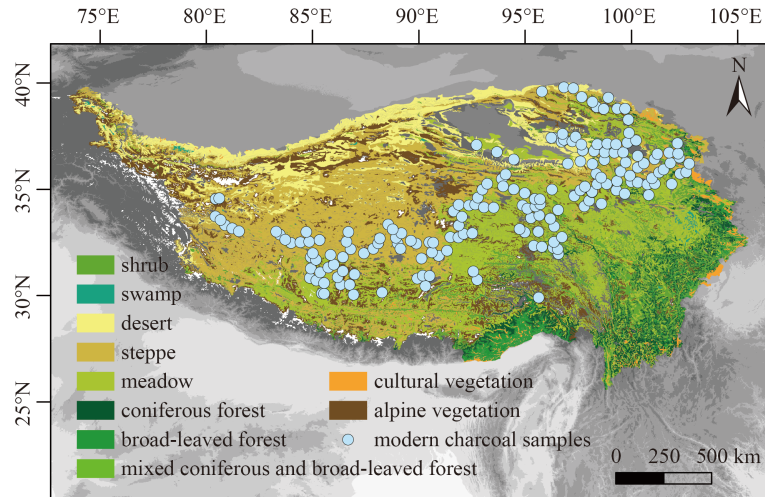 75°E 80°E 85°E 90°E 95°E 100°E 105°E
40°N
N
35°N
30°N
25°N
shrub
swamp
desert
steppe
meadow
coniferous forest
broad-leaved forest
mixed coniferous and broad-leaved forest
cultural vegetation
alpine vegetation
modern charcoal samples
0 250 500 km